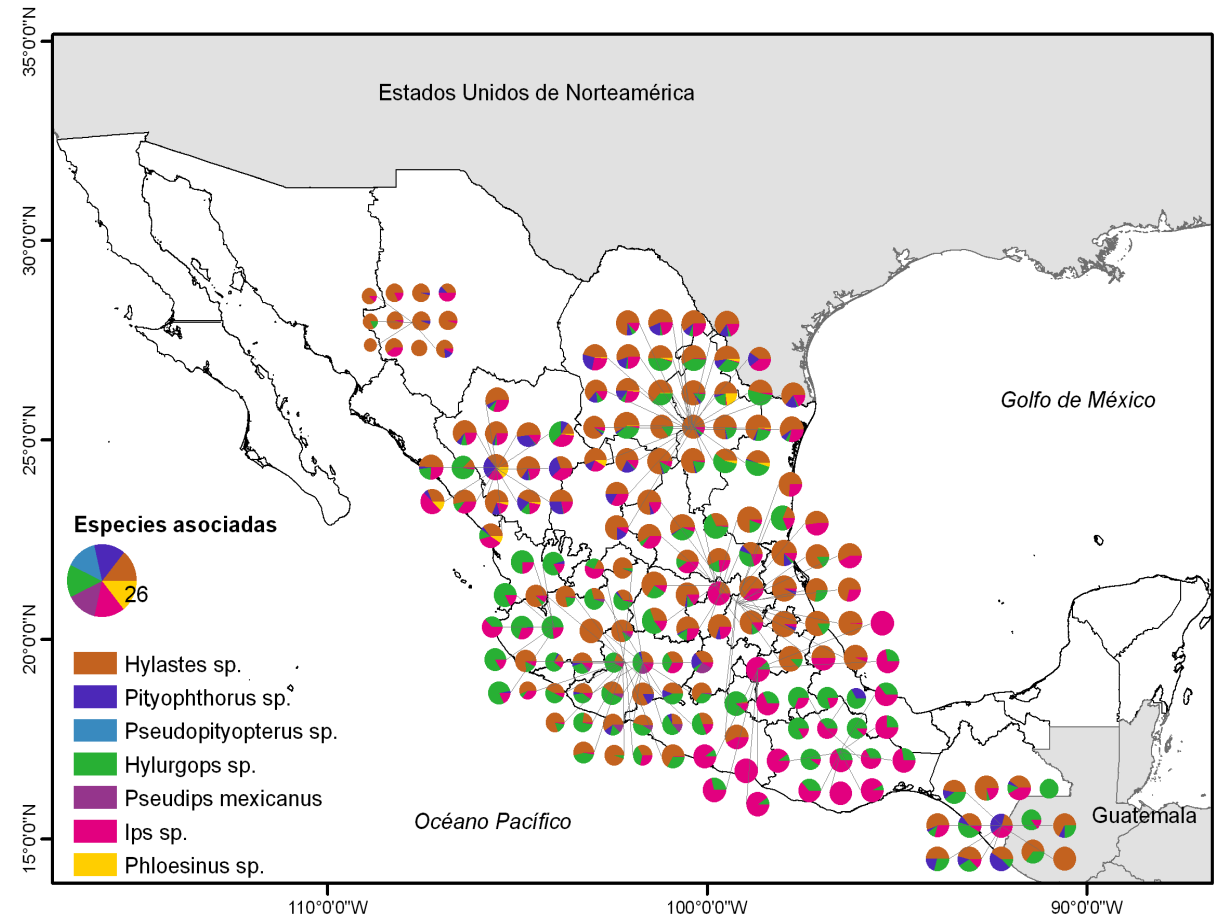 35°0'0"N
Estados Unidos de Norteamérica
30°0'0"N
Golfo de México
25°0'0"N
Especies asociadas
26
20°0'0"N
Hylastes sp.
Pityophthorus sp.
Pseudopityopterus sp.
Hylurgops sp.
Pseudips mexicanus
Ips sp.
Phloesinus sp.
Océano Pacífico
Guatemala
15°0'0"N
110°0'0"W
100°0'0"W
90°0'0"W